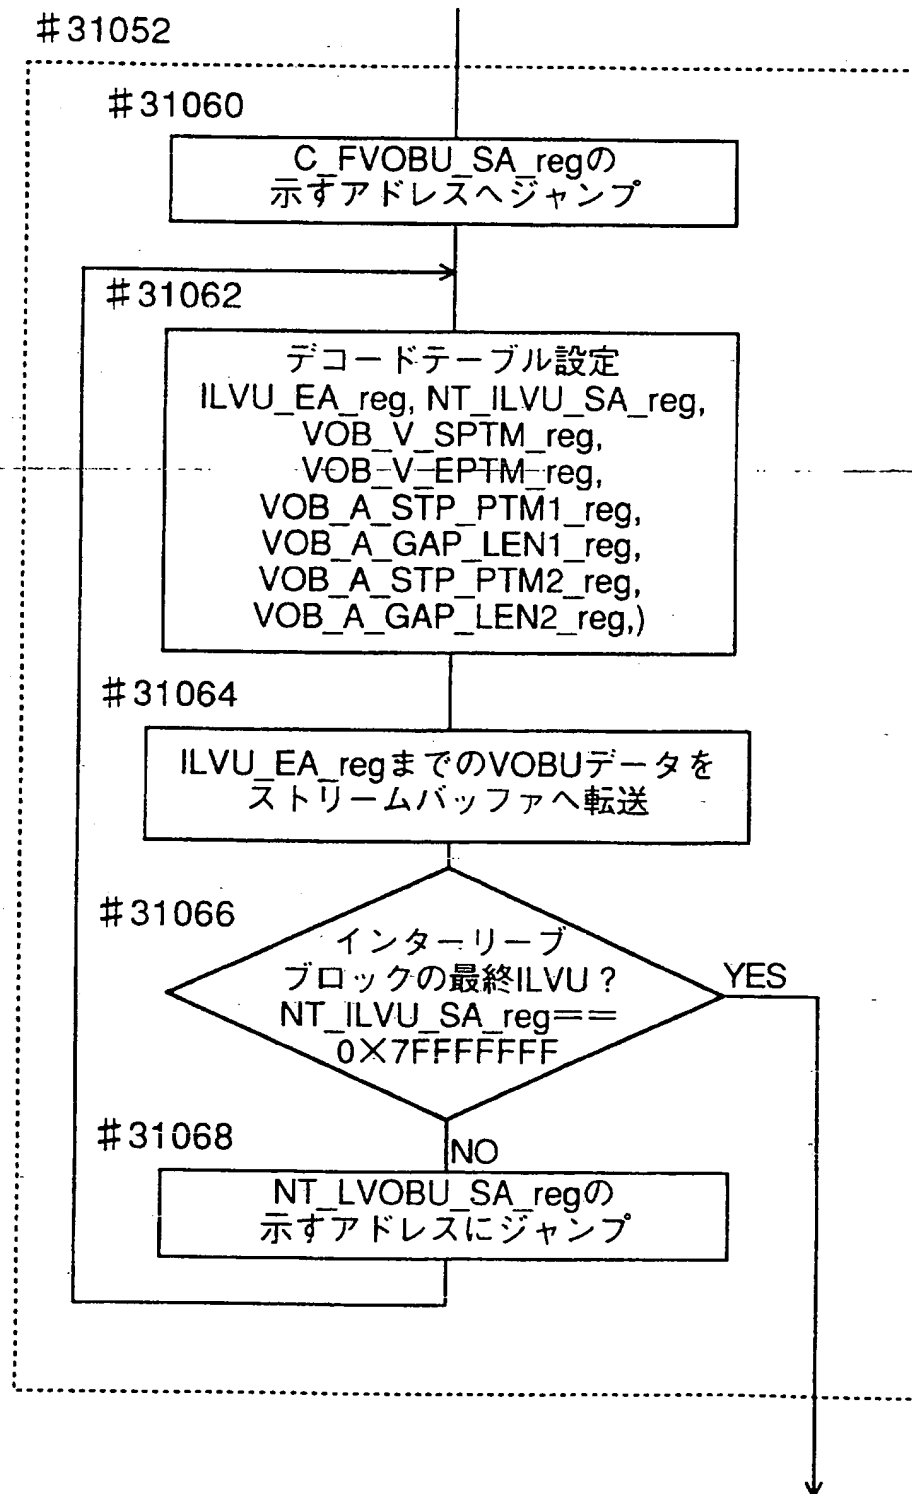 #31052
#31060
C_FVOBU_SA_regの
示すアドレスへジャンプ
#31062
デコードテーブル設定
ILVU_EA_reg, NT_ILVU_SA_reg,
VOB_V_SPTM_reg,
VOB_V_EPTM_reg,
VOB_A_STP_PTM1_reg,
VOB_A_GAP_LEN1_reg,
VOB_A_STP_PTM2_reg,
VOB_A_GAP_LEN2_reg,)
#31064
ILVU_EA_regまでのVOBUデータを
ストリームバッファへ転送
#31066
インターリーブ
ブロックの最終ILVU?
NT_ILVU_SA_reg==
0×7FFFFFFF
YES
#31068
NO
NT_LVOBU_SA_regの
示すアドレスにジャンプ